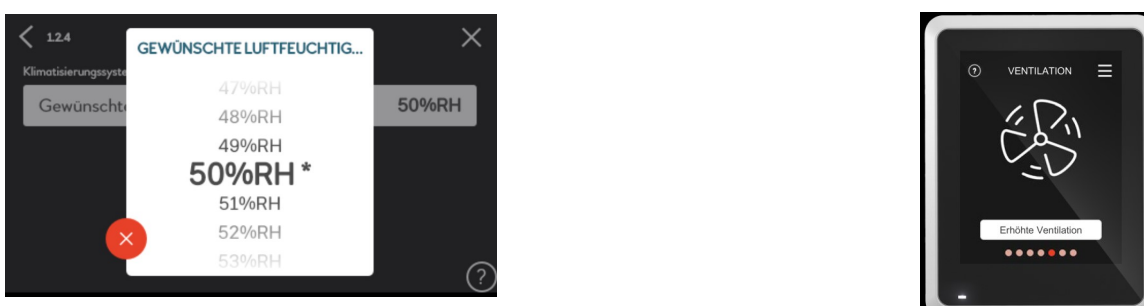 1.2.4
GEWÜNSCHTE LUFTFEUCHTIG...
Klimatisierungssyste
47%RH
Gewünschte
50%RH
48%RH
49%RH
50%RH *
51%RH
52%RH
53%RH
?
? VENTILATION
Erhöhte Ventilation